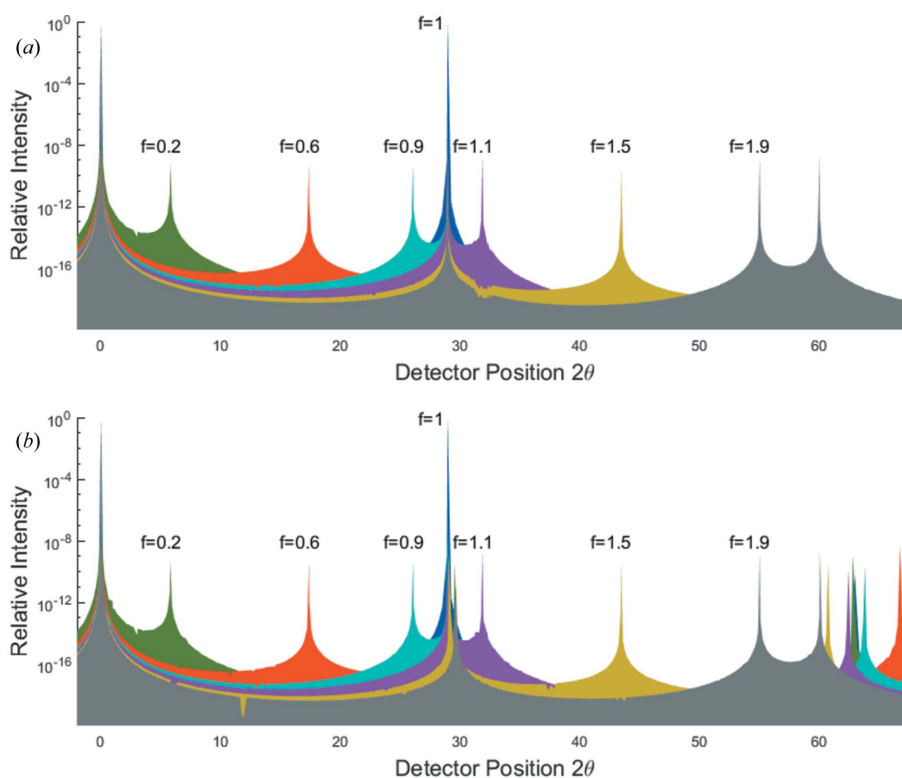 (a)
Relative Intensity
10^0
10^-4
10^-8
10^-12
10^-16
f=1
f=0.2 f=0.6 f=0.9 f=1.1 f=1.5 f=1.9
0 10 20 30 40 50 60
Detector Position 2θ
(b)
Relative Intensity
10^0
10^-4
10^-8
10^-12
10^-16
f=1
f=0.2 f=0.6 f=0.9 f=1.1 f=1.5 f=1.9
0 10 20 30 40 50 60
Detector Position 2θ